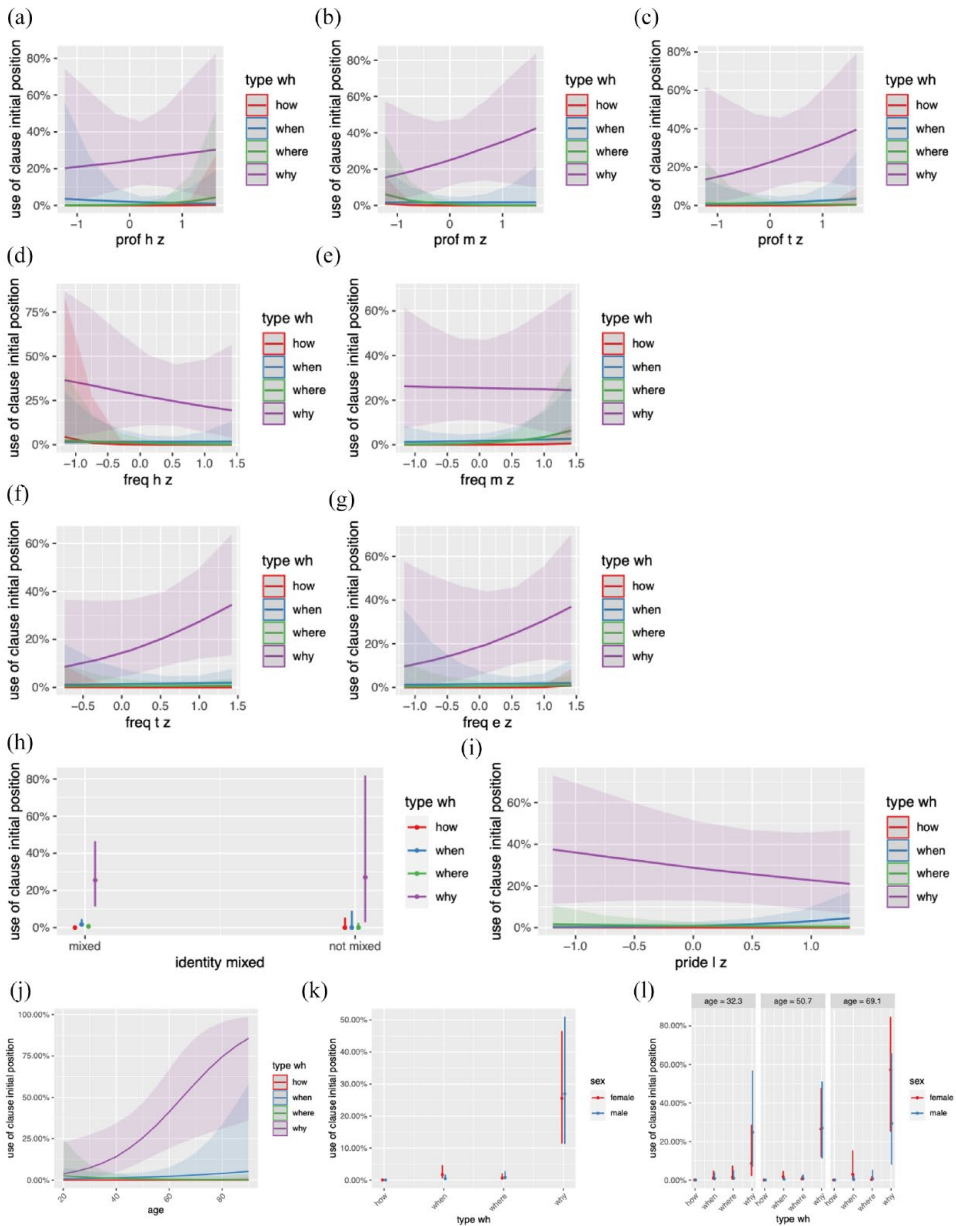 (a)
use of clause initial position
80%
60%
40%
20%
0%
−1
0
1
prof h z
type wh
how
when
where
why
(b)
use of clause initial position
80%
60%
40%
20%
0%
−1
0
1
prof m z
type wh
how
when
where
why
(c)
use of clause initial position
80%
60%
40%
20%
0%
−1
0
1
prof t z
type wh
how
when
where
why
(d)
use of clause initial position
75%
50%
25%
0%
−1.0
−0.5
0.0
0.5
1.0
1.5
freq h z
type wh
how
when
where
why
(e)
use of clause initial position
60%
40%
20%
0%
−1.0
−0.5
0.0
0.5
1.0
1.5
freq m z
type wh
how
when
where
why
(f)
use of clause initial position
60%
40%
20%
0%
−0.5
0.0
0.5
1.0
1.5
freq t z
type wh
how
when
where
why
(g)
use of clause initial position
60%
40%
20%
0%
−1.0
−0.5
0.0
0.5
1.0
1.5
freq e z
type wh
how
when
where
why
(h)
use of clause initial position
80%
60%
40%
20%
0%
mixed
not mixed
identity mixed
type wh
how
when
where
why
(i)
use of clause initial position
60%
40%
20%
0%
−1.0
−0.5
0.0
0.5
1.0
pride l z
type wh
how
when
where
why
(j)
use of clause initial position
100.00%
75.00%
50.00%
25.00%
0.00%
20
40
60
80
age
type wh
how
when
where
why
(k)
use of clause initial position
50.00%
40.00%
30.00%
20.00%
10.00%
0.00%
how
when
where
why
type wh
sex
female
male
(l)
age = 32.3
age = 50.7
age = 69.1
use of clause initial position
80.00%
60.00%
40.00%
20.00%
0.00%
how
when
where
why
how
when
where
why
how
when
where
why
type wh
sex
female
male